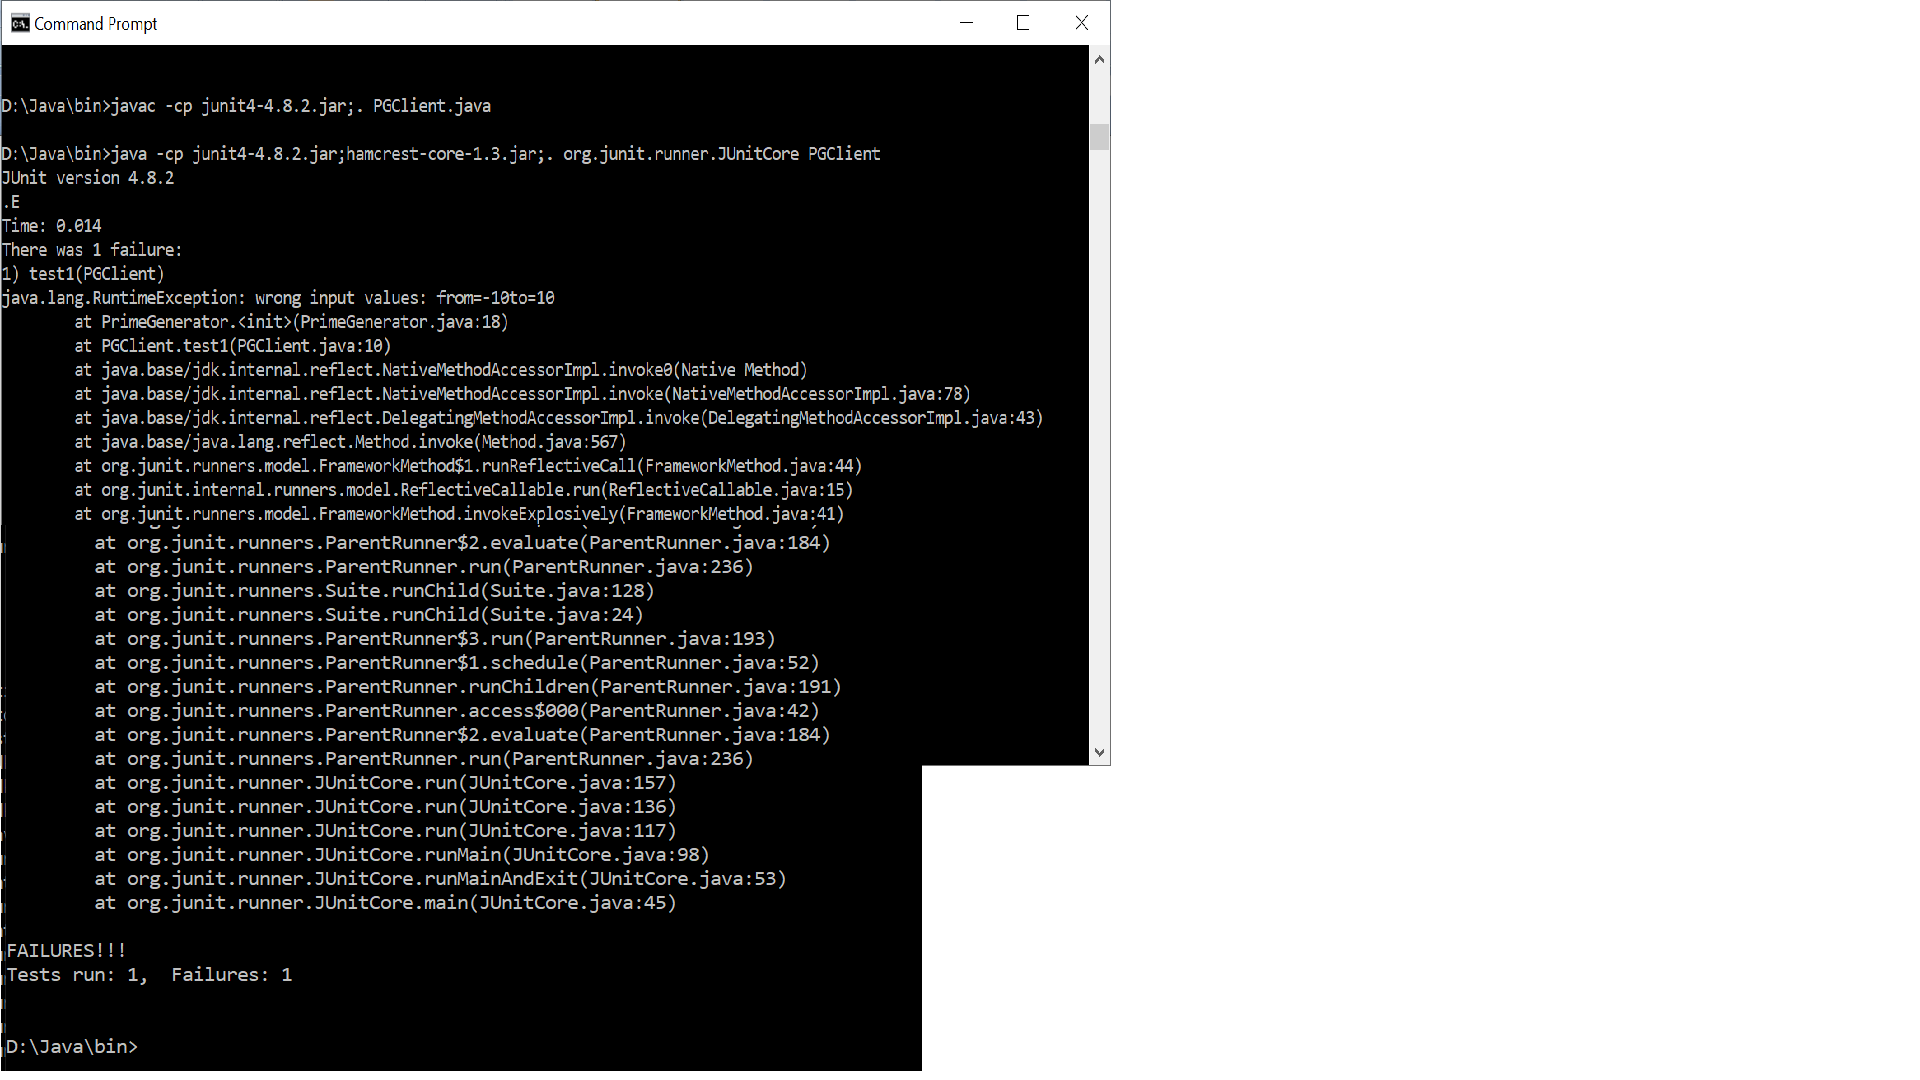 Command Prompt
D:\Java\bin>javac -cp junit4-4.8.2.jar;. PGClient.java
D:\Java\bin>java -cp junit4-4.8.2.jar;hamcrest-core-1.3.jar;. org.junit.runner.JUnitCore PGClient
JUnit version 4.8.2
.E
Time: 0.014
There was 1 failure:
1) test1(PGClient)
java.lang.RuntimeException: wrong input values: from=-10to=10
at PrimeGenerator.<init>(PrimeGenerator.java:18)
at PGClient.test1(PGClient.java:10)
at java.base/jdk.internal.reflect.NativeMethodAccessorImpl.invoke0(Native Method)
at java.base/jdk.internal.reflect.NativeMethodAccessorImpl.invoke(NativeMethodAccessorImpl.java:78)
at java.base/jdk.internal.reflect.DelegatingMethodAccessorImpl.invoke(DelegatingMethodAccessorImpl.java:43)
at java.base/java.lang.reflect.Method.invoke(Method.java:567)
at org.junit.runners.model.FrameworkMethod$1.runReflectiveCall(FrameworkMethod.java:44)
at org.junit.internal.runners.model.ReflectiveCallable.run(ReflectiveCallable.java:15)
at org.junit.runners.model.FrameworkMethod.invokeExplosively(FrameworkMethod.java:41)
at org.junit.runners.ParentRunner$2.evaluate(ParentRunner.java:184)
at org.junit.runners.ParentRunner.run(ParentRunner.java:236)
at org.junit.runners.Suite.runChild(Suite.java:128)
at org.junit.runners.Suite.runChild(Suite.java:24)
at org.junit.runners.ParentRunner$3.run(ParentRunner.java:193)
at org.junit.runners.ParentRunner$1.schedule(ParentRunner.java:52)
at org.junit.runners.ParentRunner.runChildren(ParentRunner.java:191)
at org.junit.runners.ParentRunner.access$000(ParentRunner.java:42)
at org.junit.runners.ParentRunner$2.evaluate(ParentRunner.java:184)
at org.junit.runners.ParentRunner.run(ParentRunner.java:236)
at org.junit.runner.JUnitCore.run(JUnitCore.java:157)
at org.junit.runner.JUnitCore.run(JUnitCore.java:136)
at org.junit.runner.JUnitCore.run(JUnitCore.java:117)
at org.junit.runner.JUnitCore.runMain(JUnitCore.java:98)
at org.junit.runner.JUnitCore.runMainAndExit(JUnitCore.java:53)
at org.junit.runner.JUnitCore.main(JUnitCore.java:45)
FAILURES!!!
Tests run: 1,  Failures: 1
D:\Java\bin>